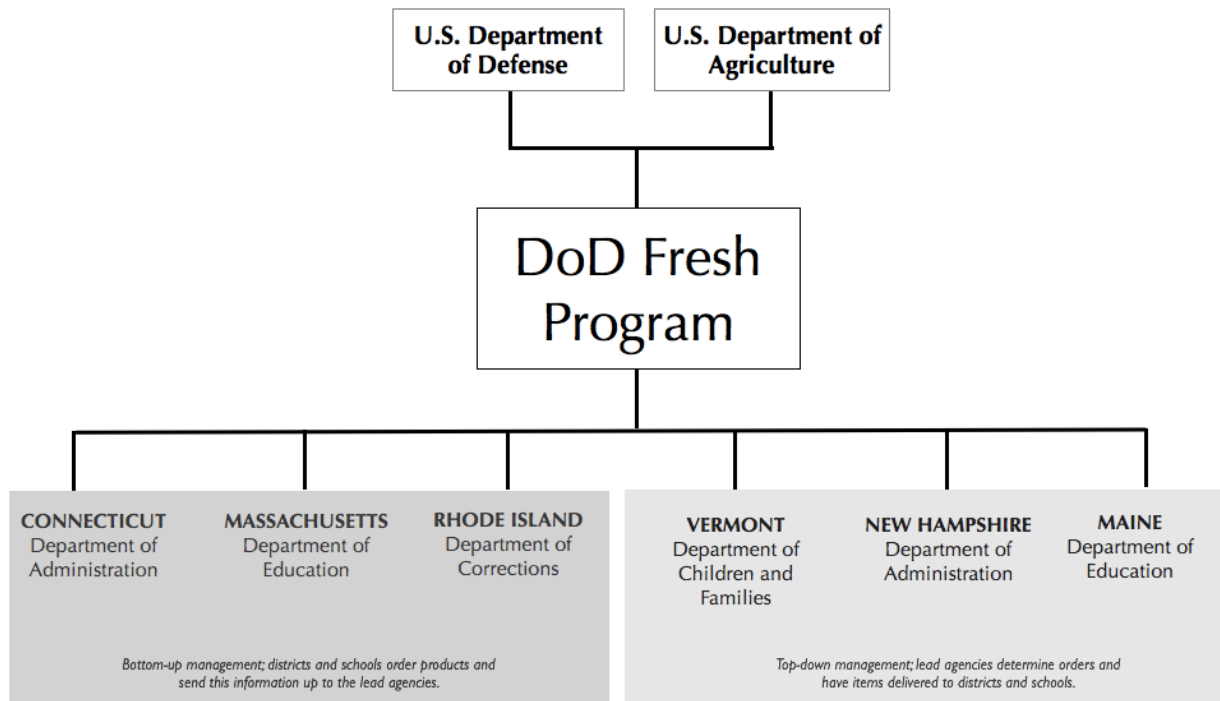 U.S. Department
of Defense
U.S. Department of
Agriculture
DoD Fresh
Program
CONNECTICUT
Department of
Administration
MASSACHUSETTS
Department of
Education
RHODE ISLAND
Department of
Corrections
Bottom-up management; districts and schools order products and
send this information up to the lead agencies.
VERMONT
Department of
Children and
Families
NEW HAMPSHIRE
Department of
Administration
MAINE
Department of
Education
Top-down management; lead agencies determine orders and
have items delivered to districts and schools.